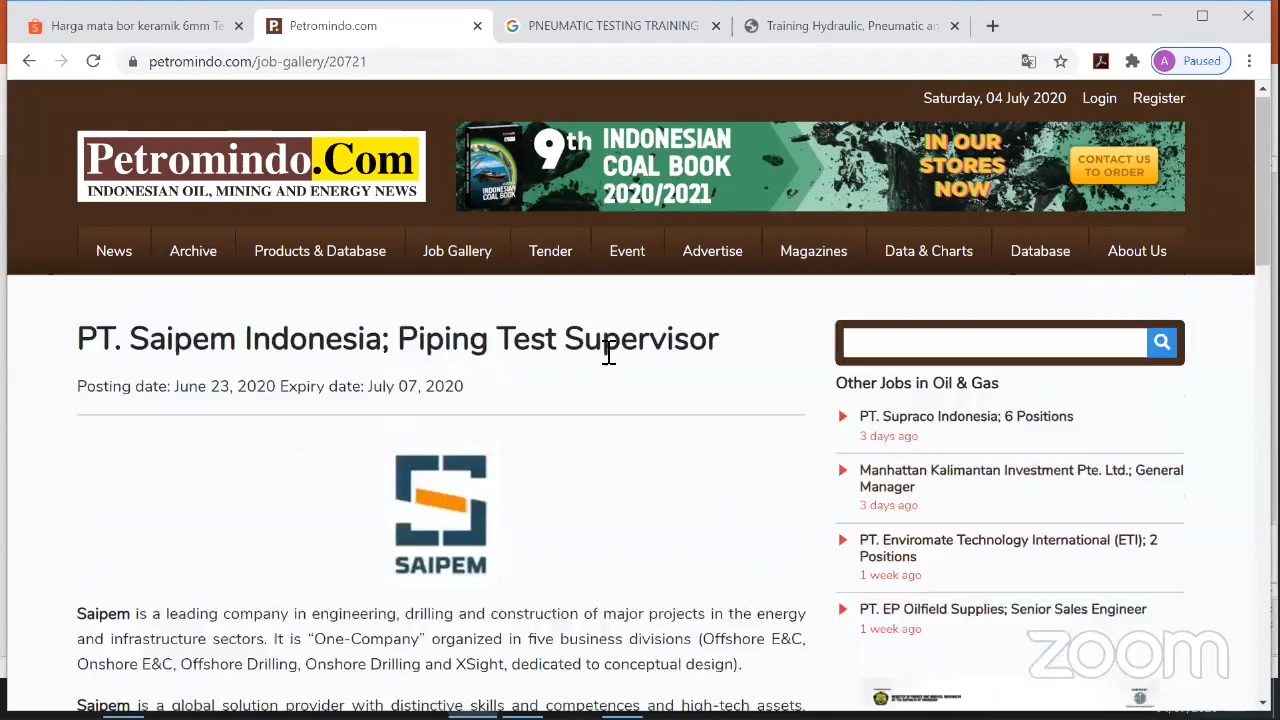 Harga mata bor keramik 6mm Te
Petromindo.com
PNEUMATIC TESTING TRAINING
Training Hydraulic, Pneumatic an
petromindo.com/job-gallery/20721
A Paused
Saturday, 04 July 2020 Login Register
Petromindo.Com
INDONESIAN OIL, MINING AND ENERGY NEWS
9th INDONESIAN
COAL BOOK
2020/2021
IN OUR
STORES
NOW
CONTACT US
TO ORDER
News Archive Products & Database Job Gallery Tender Event Advertise Magazines Data & Charts Database About Us
PT. Saipem Indonesia; Piping Test Supervisor
Posting date: June 23, 2020 Expiry date: July 07, 2020
SAIPEM
Saipem is a leading company in engineering, drilling and construction of major projects in the energy
and infrastructure sectors. It is “One-Company” organized in five business divisions (Offshore E&C,
Onshore E&C, Offshore Drilling, Onshore Drilling and XSight, dedicated to conceptual design).
Saipem is a global solution provider with distinctive skills and competences and high-tech assets,
Other Jobs in Oil & Gas
PT. Supraco Indonesia; 6 Positions
3 days ago
Manhattan Kalimantan Investment Pte. Ltd.; General
Manager
3 days ago
PT. Enviromate Technology International (ETI); 2
Positions
1 week ago
PT. EP Oilfield Supplies; Senior Sales Engineer
1 week ago
zoom